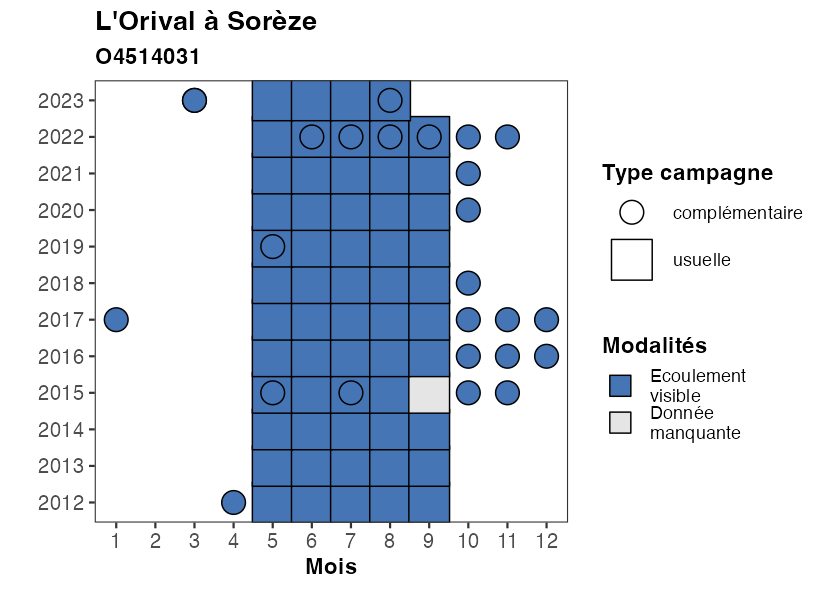 L'Orival à Sorèze
O4514031
2023
2022
2021
2020
2019
2018
2017
2016
2015
2014
2013
2012
1 2 3 4 5 6 7 8 9 10 11 12
Mois
Type campagne
complémentaire
usuelle
Modalités
Ecoulement
visible
Donnée
manquante